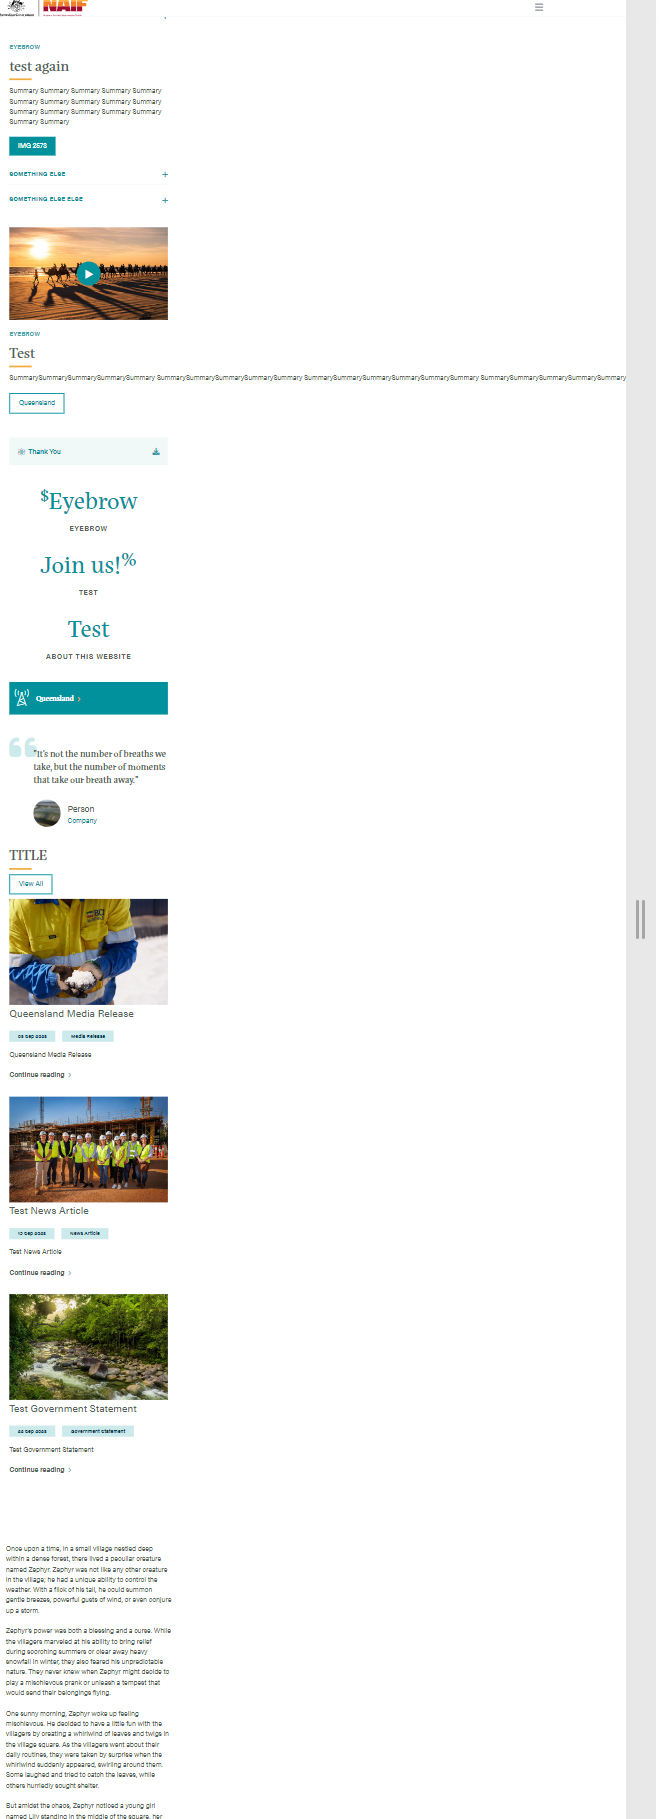 NAIF
EYEBROW
test again
Summary Summary Summary Summary Summary
Summary Summary Summary Summary Summary
Summary Summary Summary Summary Summary
Summary Summary
IMG 2573
SOMETHING ELSE
SOMETHING ELSE ELSE
EYEBROW
Test
SummarySummarySummarySummarySummary SummarySummarySummarySummarySummary SummarySummarySummarySummarySummarySummary SummarySummarySummarySummarySummary
Queensland
Thank You
$Eyebrow
EYEBROW
Join us!%
TEST
Test
ABOUT THIS WEBSITE
Queensland
"It's not the number of breaths we
take, but the number of moments
that take our breath away."
Person
Company
TITLE
View All
Queensland Media Release
Media Release
Queensland Media Release
Continue reading
Test News Article
News Article
Test News Article
Continue reading
Test Government Statement
Government Statement
Test Government Statement
Continue reading
Once upon a time, in a small village nestled deep
within a dense forest, there lived a peculiar creature
named Zephyr. Zephyr was not like any other creature
in the village; he had a unique ability to control the
weather. With a flick of his tail, he could summon
gentle breezes, powerful gusts of wind, or even conjure
up a storm.
Zephyr's power was both a blessing and a curse. While
the villagers marveled at his ability to bring relief
during scorching summers or clear away heavy
snowfall in winter, they also feared his unpredictable
nature. They never knew when Zephyr might decide to
play a mischievous prank or unleash a tempest that
would send their belongings flying.
One sunny morning, Zephyr woke up feeling
mischievous. He decided to have a little fun with the
villagers by creating a whirlwind of leaves and twigs in
the village square. As the villagers went about their
daily routines, they were taken by surprise when the
whirlwind suddenly appeared, swirling around them.
Some laughed and tried to catch the leaves, while
others hurriedly sought shelter.
But amidst the chaos, Zephyr noticed a young girl
named Lily standing in the middle of the square, her